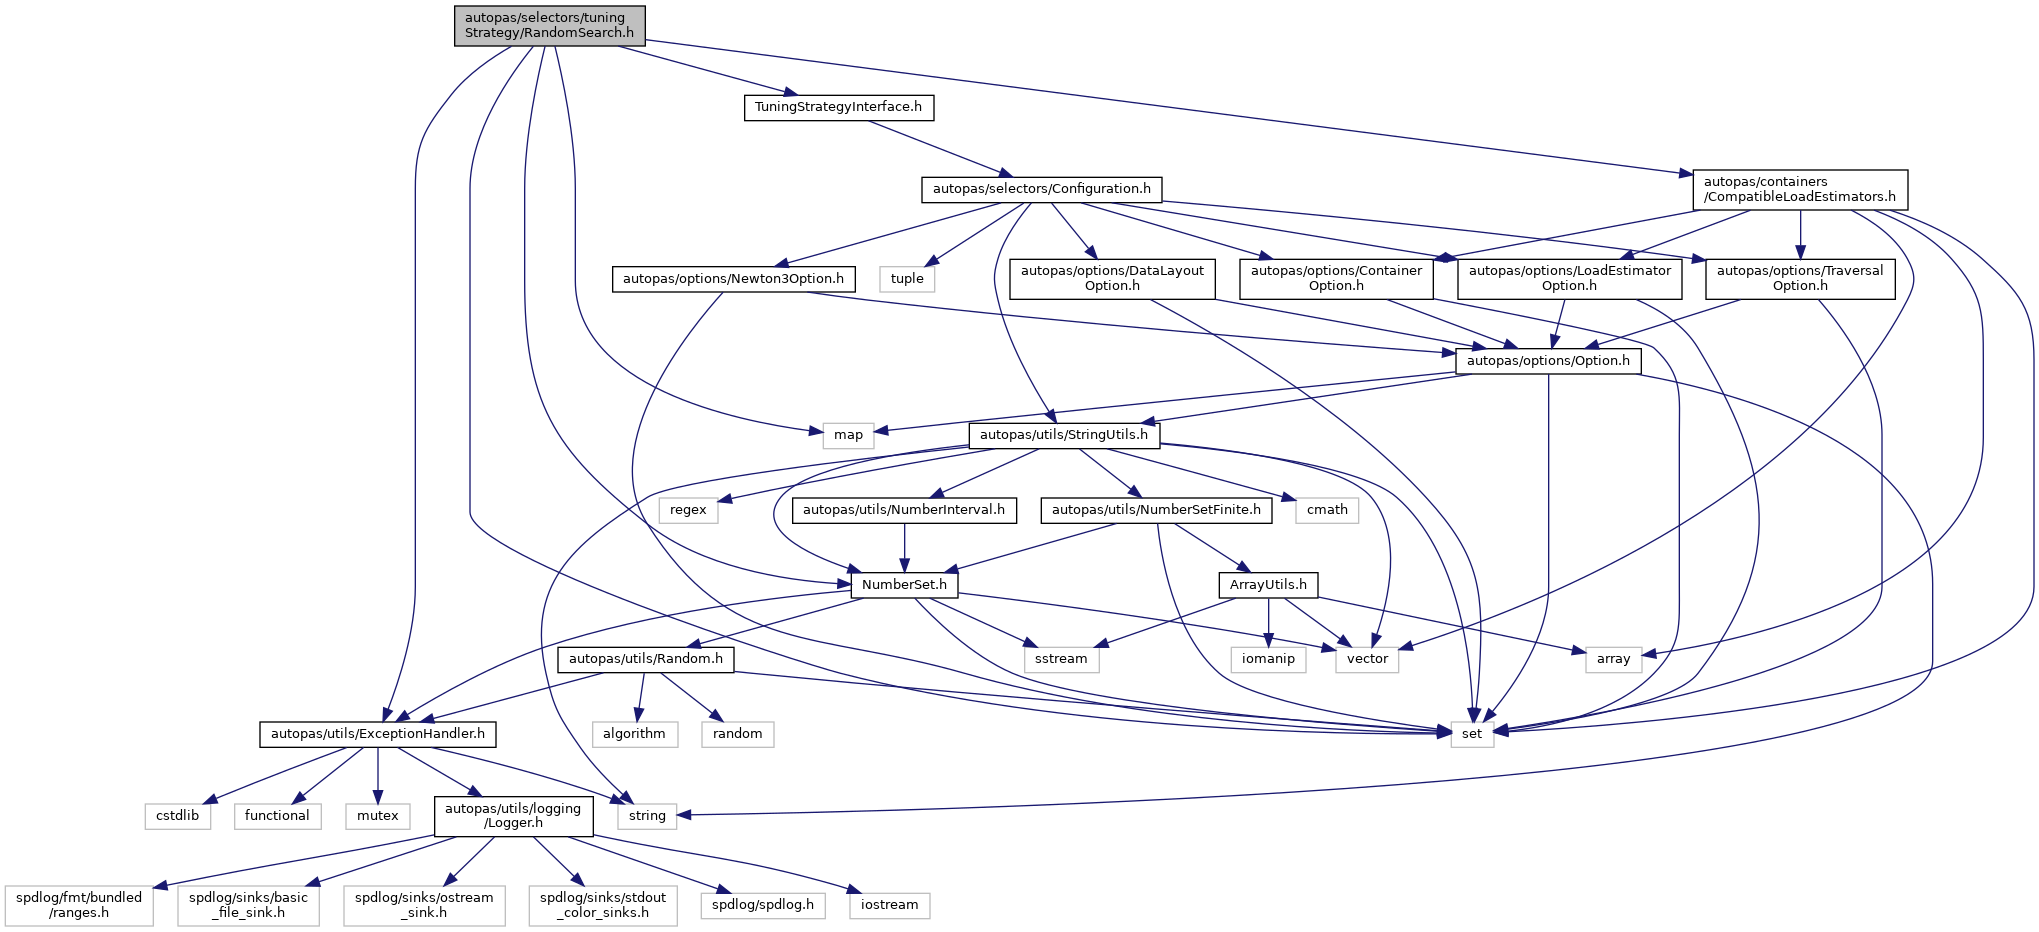 autopas/selectors/tuning
Strategy/RandomSearch.h
TuningStrategyInterface.h
autopas/selectors/Configuration.h
autopas/containers
/CompatibleLoadEstimators.h
autopas/options/Newton3Option.h
tuple
autopas/options/DataLayout
Option.h
autopas/options/Container
Option.h
autopas/options/LoadEstimator
Option.h
autopas/options/Traversal
Option.h
autopas/options/Option.h
map
autopas/utils/StringUtils.h
regex
autopas/utils/NumberInterval.h
autopas/utils/NumberSetFinite.h
cmath
NumberSet.h
ArrayUtils.h
autopas/utils/Random.h
sstream
iomanip
vector
array
autopas/utils/ExceptionHandler.h
algorithm
random
set
cstdlib
functional
mutex
autopas/utils/logging
/Logger.h
string
spdlog/fmt/bundled
/ranges.h
spdlog/sinks/basic
_file_sink.h
spdlog/sinks/ostream
_sink.h
spdlog/sinks/stdout
_color_sinks.h
spdlog/spdlog.h
iostream